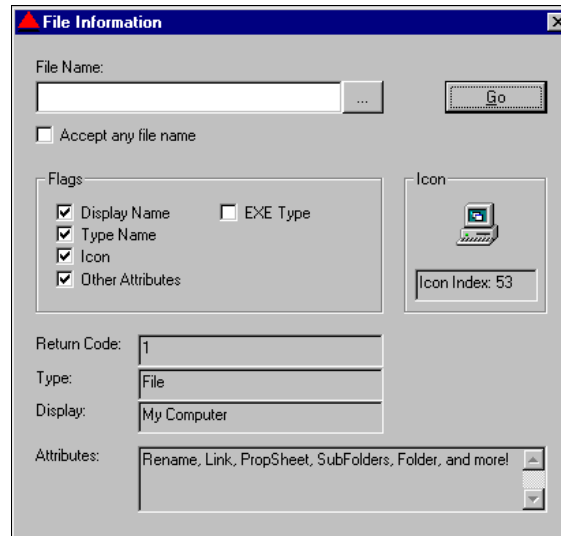 File Information
File Name:
...
Go
Accept any file name
Flags
Display Name
EXE Type
Type Name
Icon
Other Attributes
Icon
Icon Index: 53
Return Code:
1
Type:
File
Display:
My Computer
Attributes:
Rename, Link, PropSheet, SubFolders, Folder, and more!